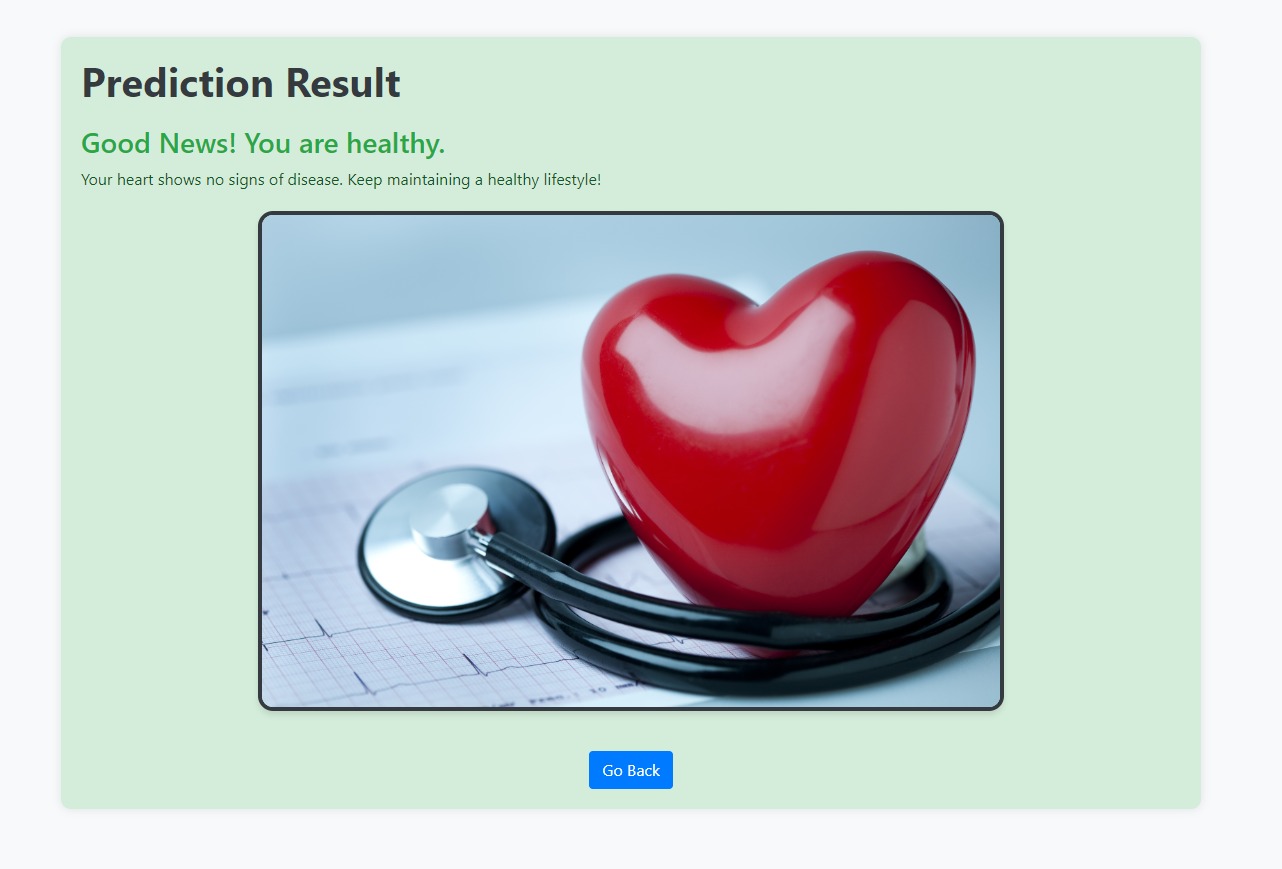 Prediction Result
Good News! You are healthy.
Your heart shows no signs of disease. Keep maintaining a healthy lifestyle!
Go Back